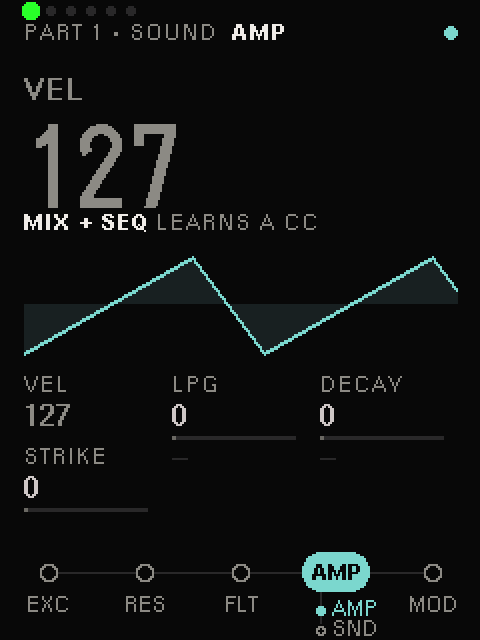 PART 1 · SOUND AMP
VEL
127
MIX + SEQ LEARNS A CC
VEL LPG DECAY
127 0 0
STRIKE — —
0
EXC RES FLT AMP MOD
AMP
SND